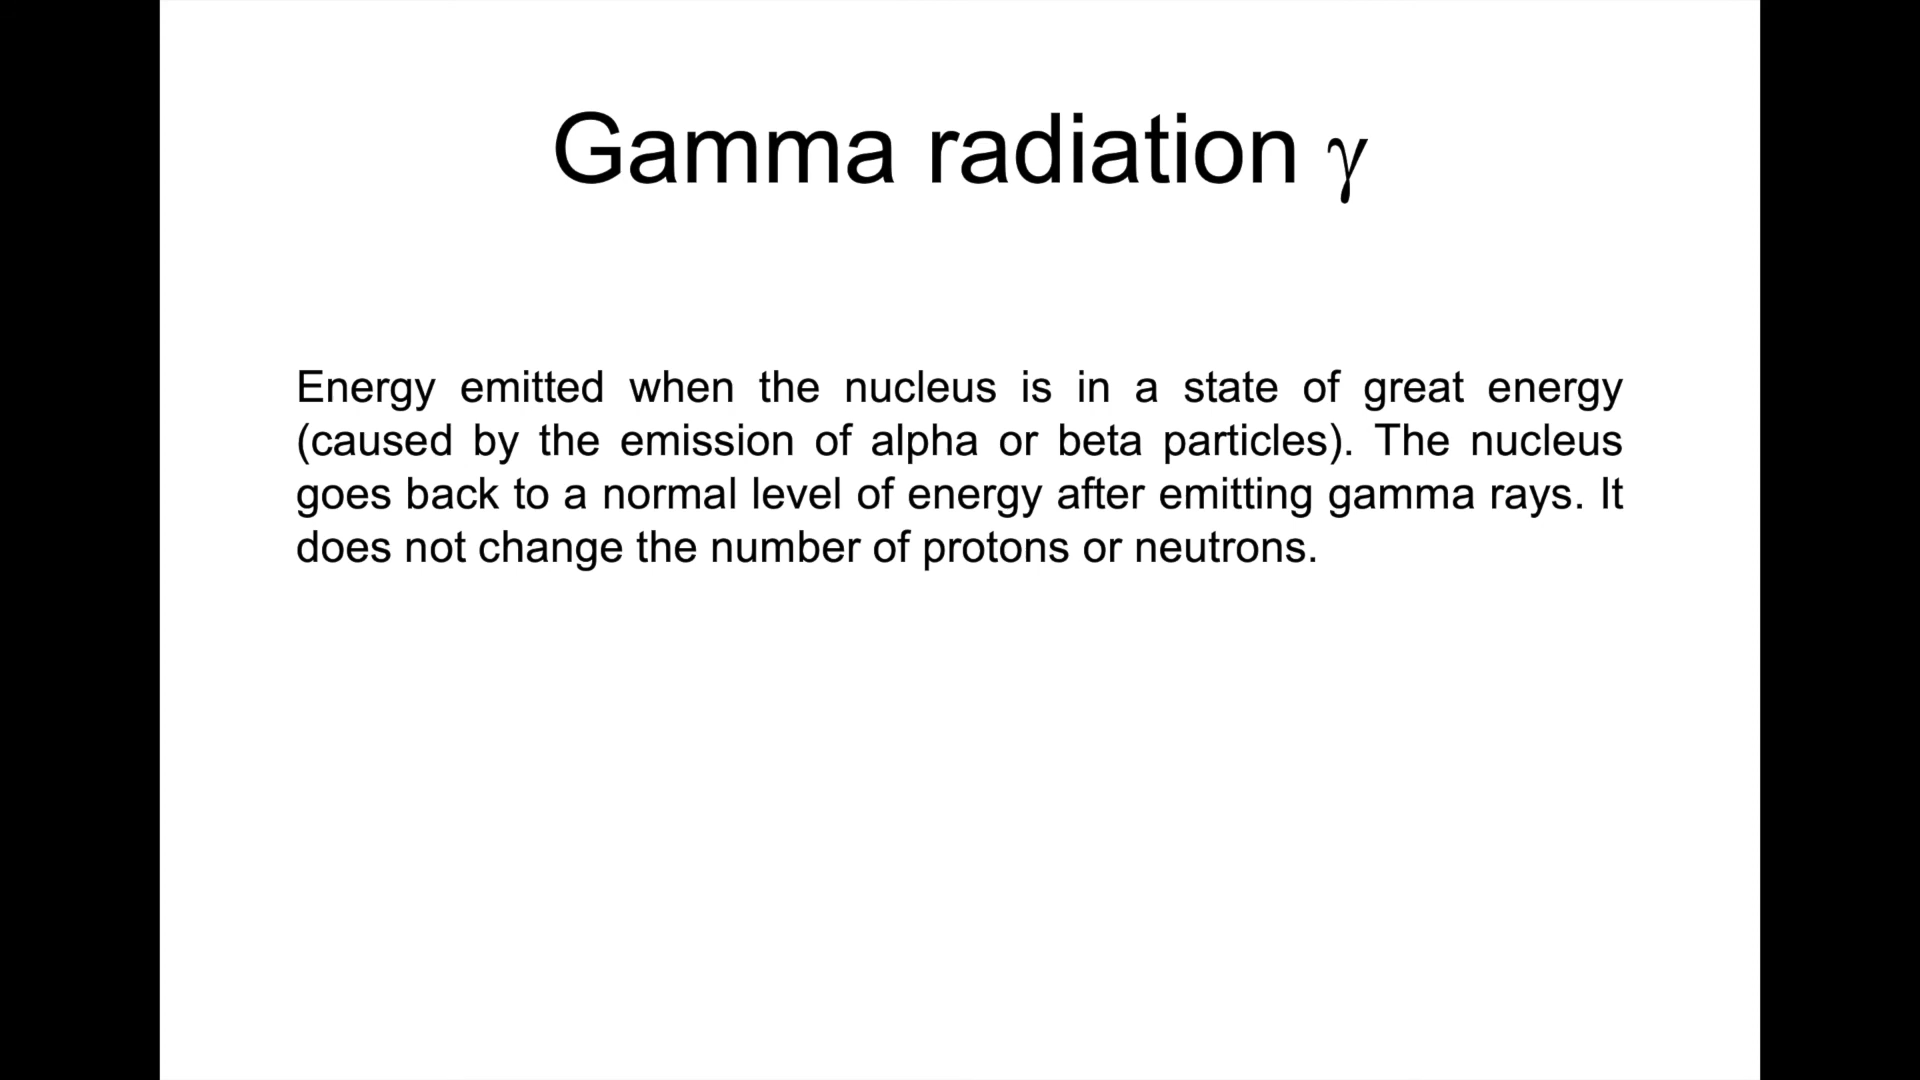 Gamma radiation γ
Energy emitted when the nucleus is in a state of great energy
(caused by the emission of alpha or beta particles). The nucleus
goes back to a normal level of energy after emitting gamma rays. It
does not change the number of protons or neutrons.